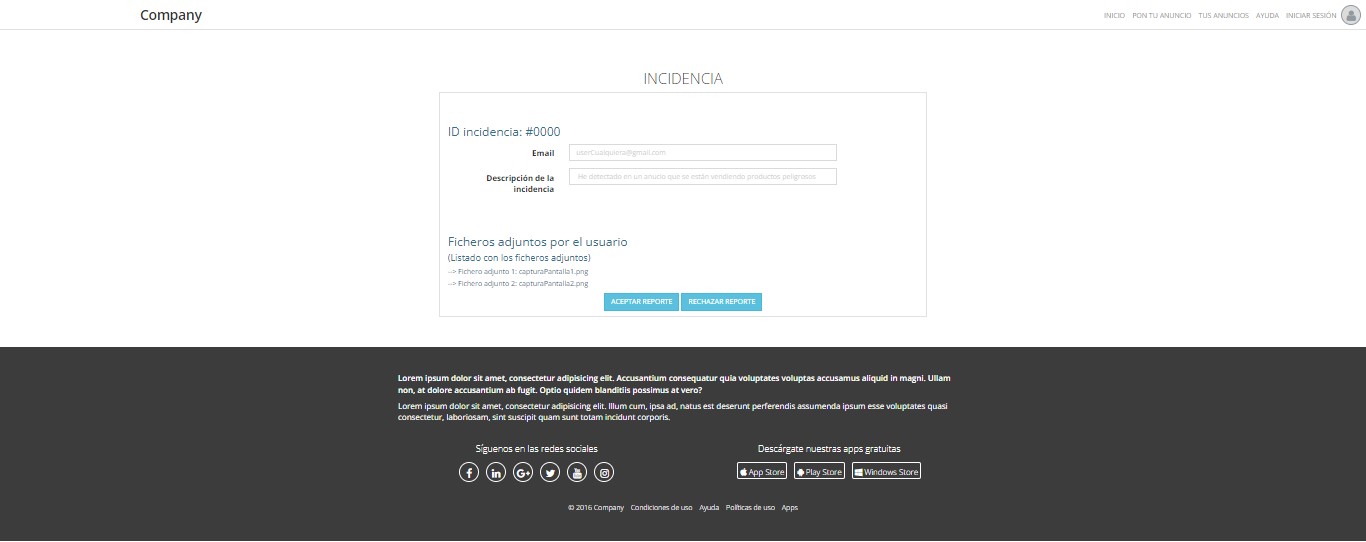 Company
INICIO PON TU ANUNCIO TUS ANUNCIOS AYUDA INICIAR SESIÓN
INCIDENCIA
ID incidencia: #0000
Email
userCualquiera@gmail.com
Descripción de la
incidencia
He detectado en un anucio que se están vendiendo productos peligrosos
Ficheros adjuntos por el usuario
(Listado con los ficheros adjuntos)
--> Fichero adjunto 1: capturaPantalla1.png
--> Fichero adjunto 2: capturaPantalla2.png
ACEPTAR REPORTE RECHAZAR REPORTE
Lorem ipsum dolor sit amet, consectetur adipisicing elit. Accusantium consequatur quia voluptates voluptas accusamus aliquid in magni. Ullam
non, at dolore accusantium ab fugit. Optio quidem blanditiis possimus at vero?
Lorem ipsum dolor sit amet, consectetur adipisicing elit. Illum cum, ipsa ad, natus est deserunt perferendis assumenda ipsum esse voluptates quasi
consectetur, laboriosam, sint suscipit quam sunt totam incidunt corporis.
Síguenos en las redes sociales
Descárgate nuestras apps gratuitas
App Store Play Store Windows Store
© 2016 Company Condiciones de uso Ayuda Políticas de uso Apps